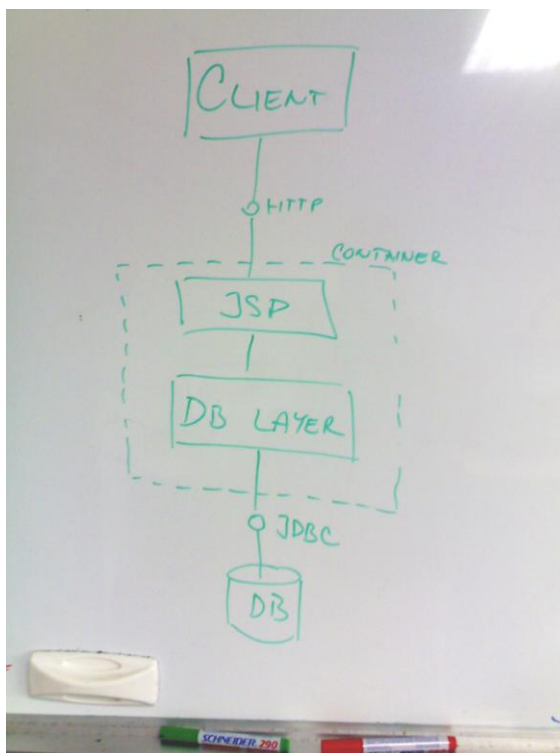 CLIENT
HTTP
CONTAINER
JSP
DB LAYER
JDBC
DB
SCHNEIDER 290